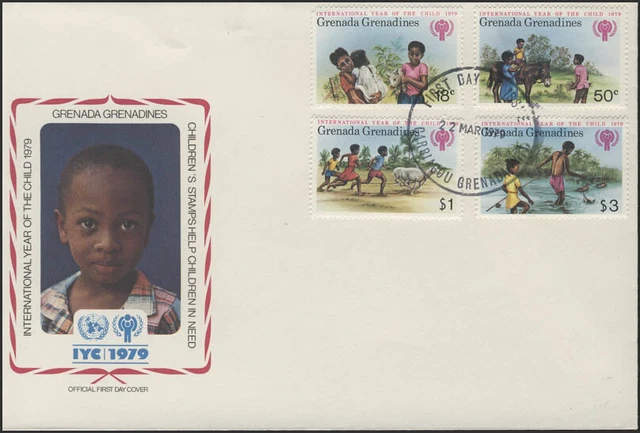 INTERNATIONAL YEAR OF THE CHILD 1979
Grenada Grenadines
18c
INTERNATIONAL YEAR OF THE CHILD 1979
Grenada Grenadines
50c
INTERNATIONAL YEAR OF THE CHILD 1979
Grenada Grenadines
$1
INTERNATIONAL YEAR OF THE CHILD 1979
Grenada Grenadines
$3
FIRST DAY
22 MAR 1979
CARRIACOU GRENADA
GRENADA GRENADINES
INTERNATIONAL YEAR OF THE CHILD 1979
CHILDREN'S STAMPS HELP CHILDREN IN NEED
IYC 1979
OFFICIAL FIRST DAY COVER